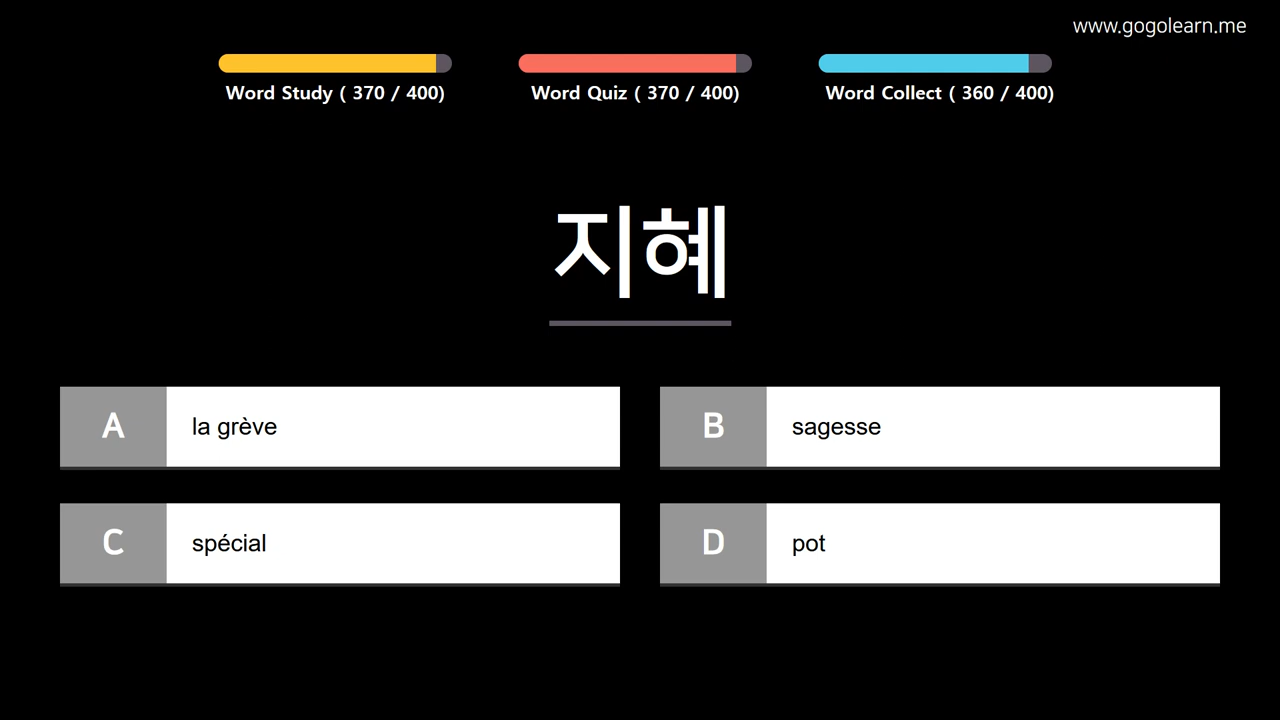 www.gogolearn.me
Word Study ( 370 / 400)
Word Quiz ( 370 / 400)
Word Collect ( 360 / 400)
지혜
A la grève
B sagesse
C spécial
D pot